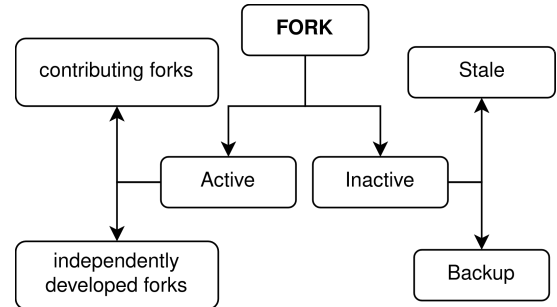 FORK
contributing forks
Stale
Active
Inactive
independently
developed forks
Backup